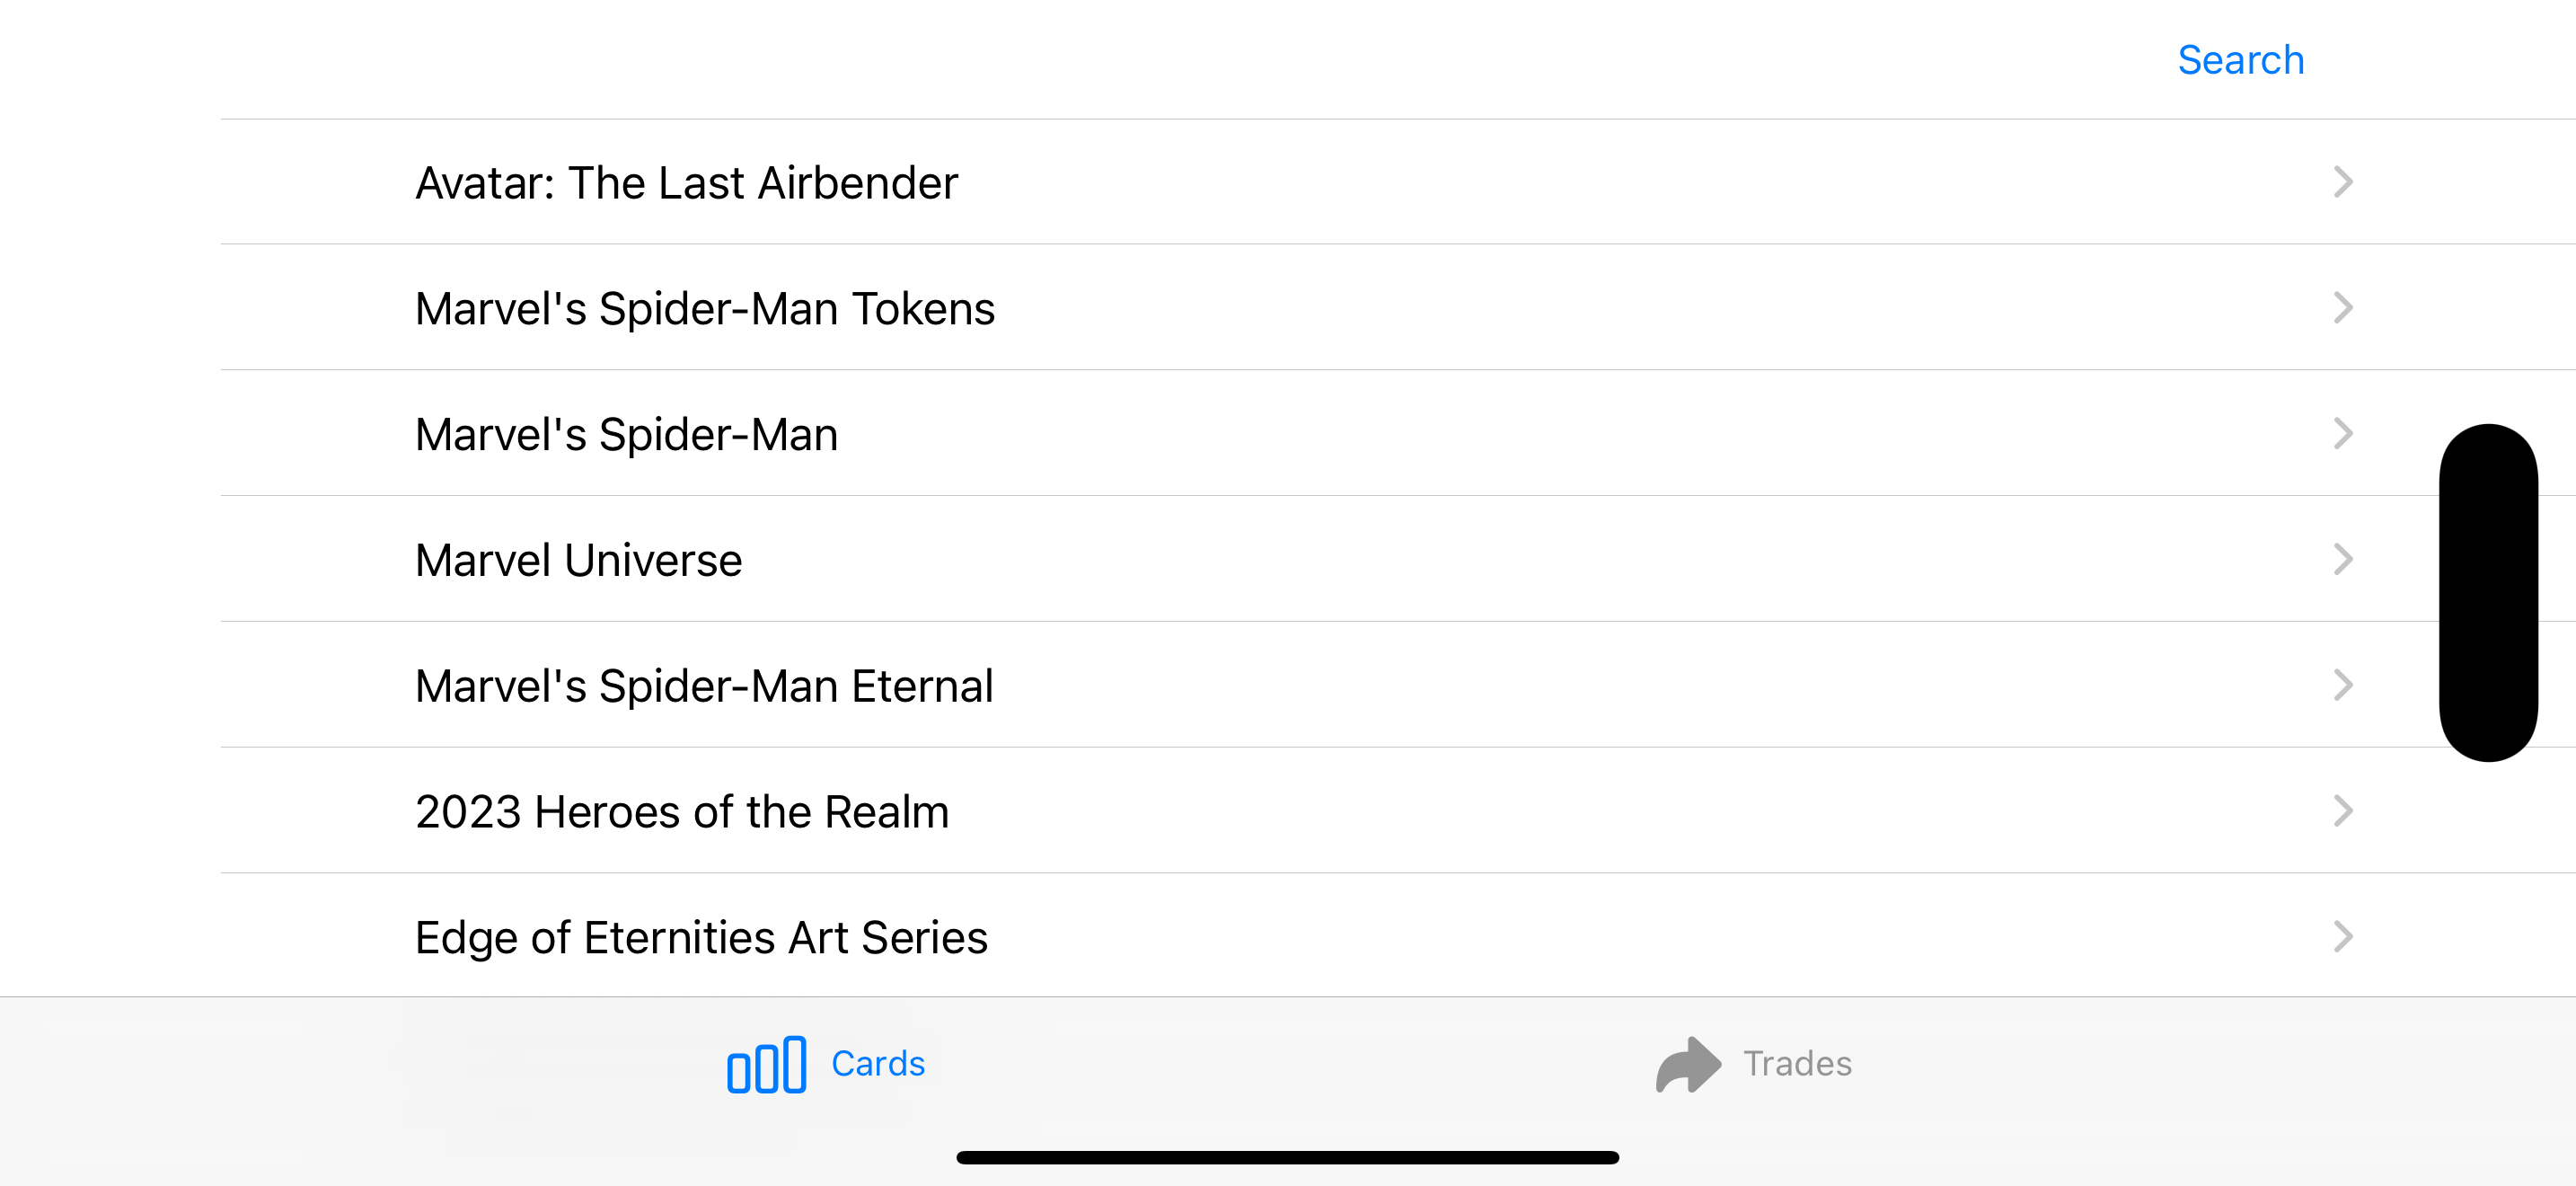 Search
Avatar: The Last Airbender
Marvel's Spider-Man Tokens
Marvel's Spider-Man
Marvel Universe
Marvel's Spider-Man Eternal
2023 Heroes of the Realm
Edge of Eternities Art Series
Cards
Trades